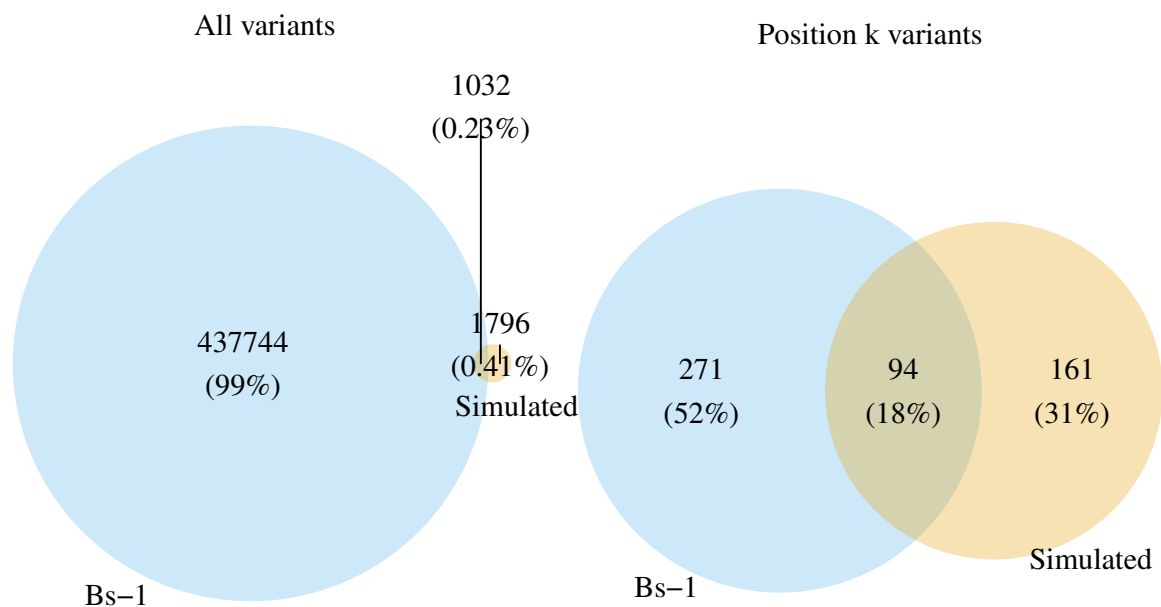 All variants
1032
(0.23%)
437744
(99%)
1796
(0.41%)
Simulated
Bs−1
Position k variants
271
(52%)
94
(18%)
161
(31%)
Simulated
Bs−1